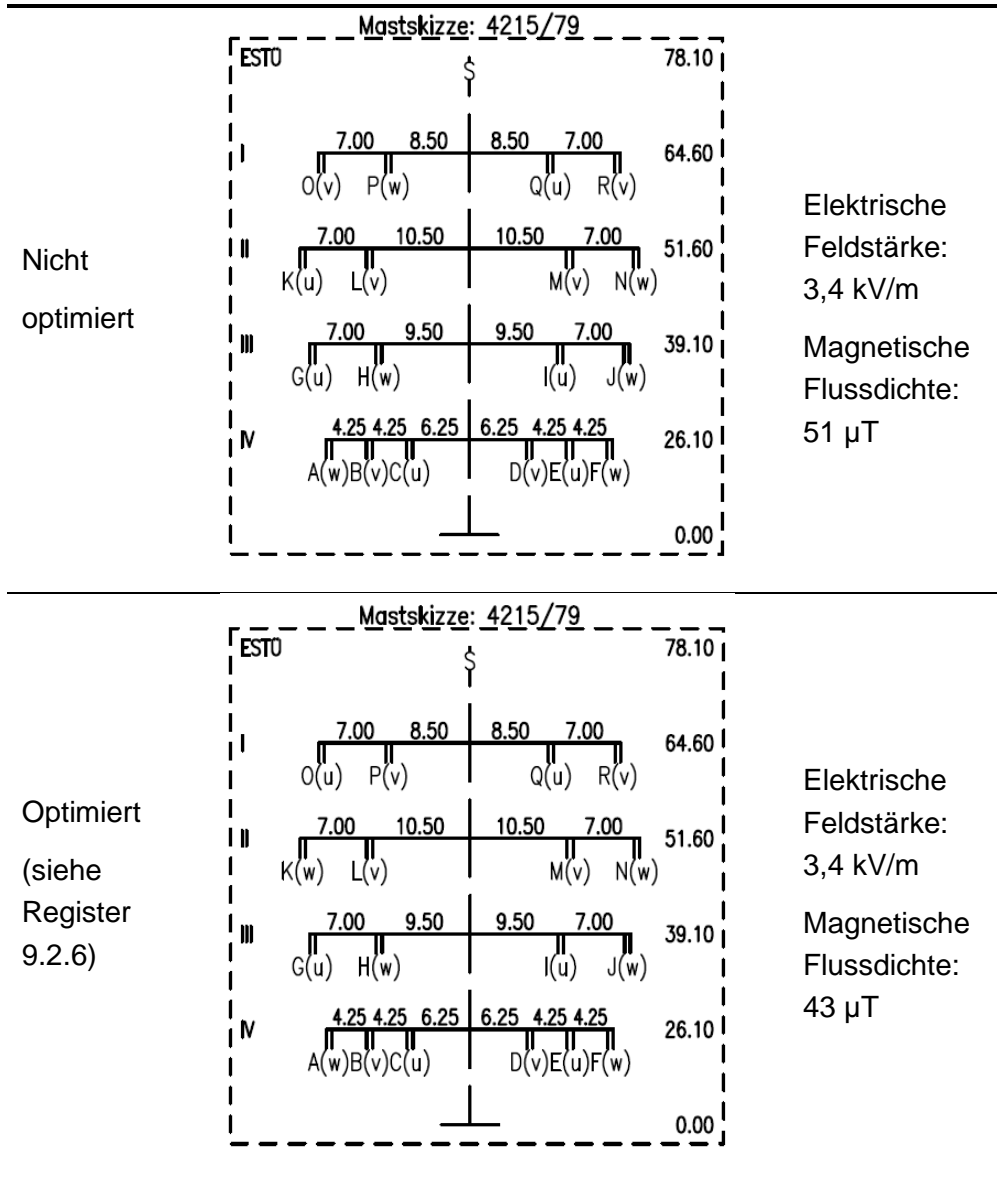 Mastskizze: 4215/79
ESTÜ 78.10
S
I 7.00 8.50 8.50 7.00 64.60
O(v) P(w) Q(u) R(v)
II 7.00 10.50 10.50 7.00 51.60
K(u) L(v) M(v) N(w)
III 7.00 9.50 9.50 7.00 39.10
G(u) H(w) I(u) J(w)
IV 4.25 4.25 6.25 6.25 4.25 4.25 26.10
A(w) B(v) C(u) D(v) E(u) F(w)
0.00
Nicht
optimiert
Elektrische
Feldstärke:
3,4 kV/m
Magnetische
Flussdichte:
51 µT
Mastskizze: 4215/79
ESTÜ 78.10
S
I 7.00 8.50 8.50 7.00 64.60
O(u) P(v) Q(u) R(v)
II 7.00 10.50 10.50 7.00 51.60
K(w) L(v) M(v) N(w)
III 7.00 9.50 9.50 7.00 39.10
G(u) H(w) I(u) J(w)
IV 4.25 4.25 6.25 6.25 4.25 4.25 26.10
A(w) B(v) C(u) D(v) E(u) F(w)
0.00
Optimiert
(siehe
Register
9.2.6)
Elektrische
Feldstärke:
3,4 kV/m
Magnetische
Flussdichte:
43 µT